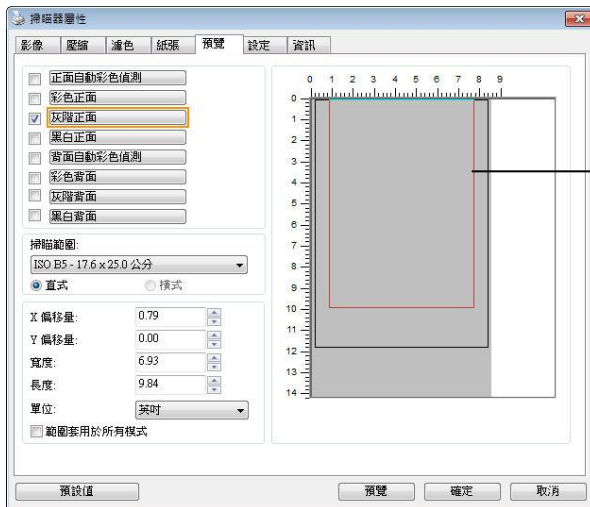 掃瞄器屬性
影像 壓縮 濾色 紙張 預覽 設定 資訊
正面自動彩色偵測
彩色正面
灰階正面
黑白正面
背面自動彩色偵測
彩色背面
灰階背面
黑白背面
掃瞄範圍:
ISO B5 - 17.6 x 25.0 公分
直式 橫式
X 偏移量: 0.79
Y 偏移量: 0.00
寬度: 6.93
長度: 9.84
單位: 英吋
範圍套用於所有模式
0 1 2 3 4 5 6 7 8 9
0
1
2
3
4
5
6
7
8
9
10
11
12
13
14
預設值 預覽 確定 取消